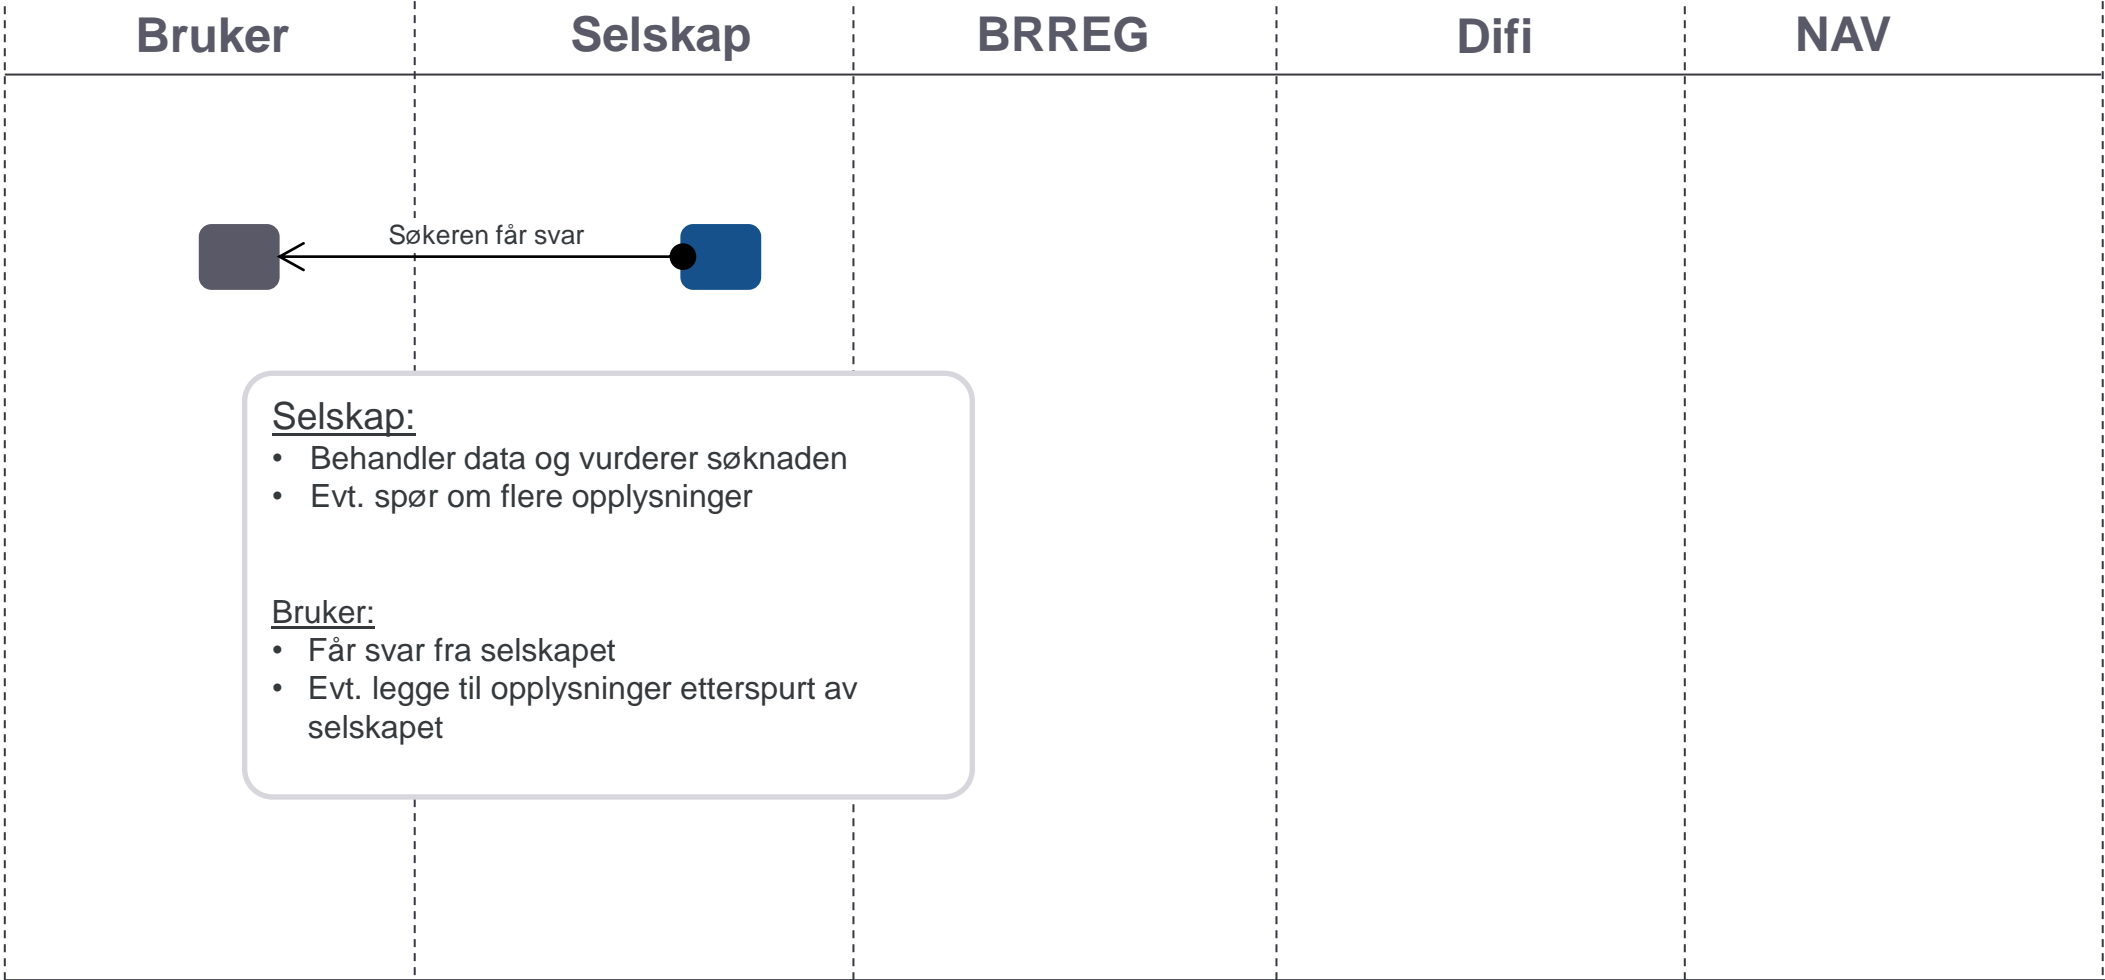 Bruker
Selskap
BRREG
Difi
NAV
Søkeren får svar
Selskap:
• Behandler data og vurderer søknaden
• Evt. spør om flere opplysninger
Bruker:
• Får svar fra selskapet
• Evt. legge til opplysninger etterspurt av
selskapet